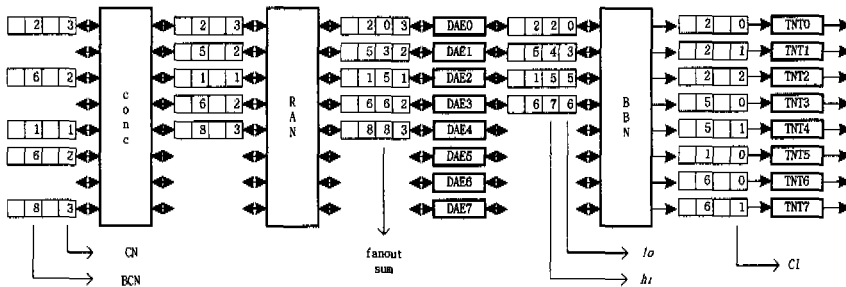 2 3 2 3 2 0 3 DAE0 2 2 0 2 0 TNT0
5 2 5 3 2 DAE1 5 4 3 2 1 TNT1
6 2 1 1 1 5 1 DAE2 1 5 5 2 2 TNT2
6 2 6 6 2 DAE3 6 7 6 5 0 TNT3
1 1 8 3 8 8 3 DAE4 5 1 TNT4
6 2 DAE5 1 0 TNT5
DAE6 6 0 TNT6
8 3 DAE7 6 1 TNT7
conc
RAN
BBN
CN
BCN
fanout
sum
lo
hi
CI